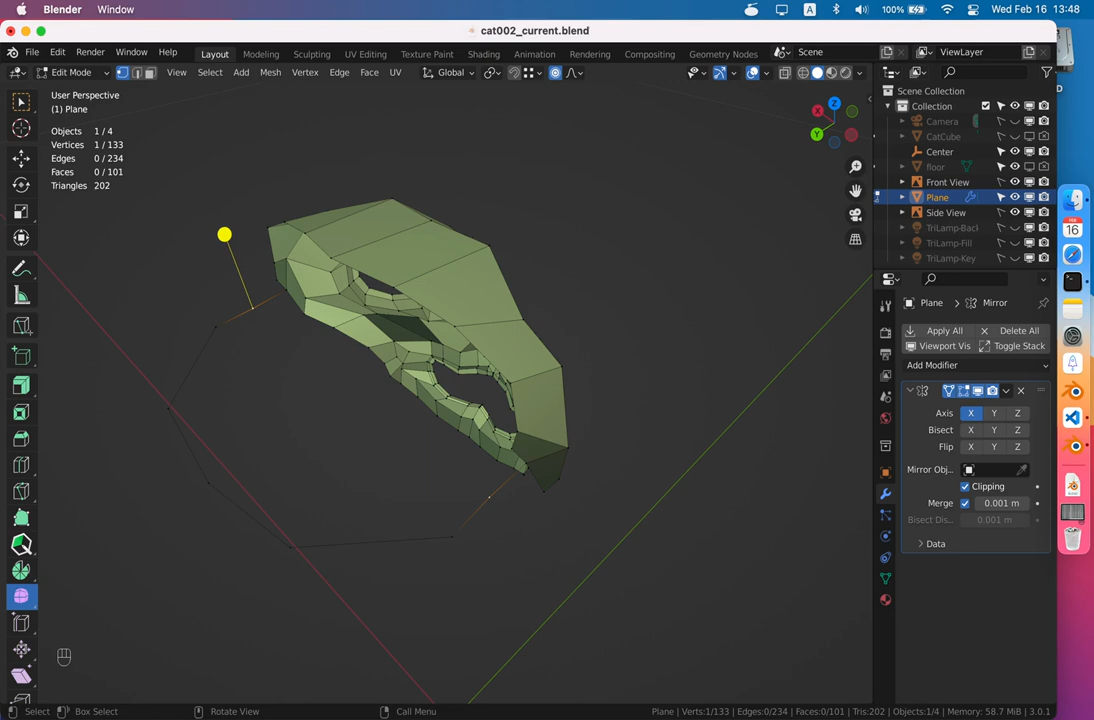 Blender Window
A 100% Wed Feb 16 13:48
cat002_current.blend
File Edit Render Window Help Layout Modeling Sculpting UV Editing Texture Paint Shading Animation Rendering Compositing Geometry Nodes Scene ViewLayer
Edit Mode View Select Add Mesh Vertex Edge Face UV Global
User Perspective
(1) Plane
Objects 1 / 4
Vertices 1 / 133
Edges 0 / 234
Faces 0 / 101
Triangles 202
Z
X
Y
Scene Collection
Collection
Camera
CatCube
Center
floor
Front View
Plane
Side View
TriLamp-Back
TriLamp-Fill
TriLamp-Key
FEB
16
Plane > Mirror
Apply All Delete All
Viewport Vis Toggle Stack
Add Modifier
Axis X Y Z
Bisect X Y Z
Flip X Y Z
Mirror Obj..
Clipping
Merge 0.001 m
Bisect Dis... 0.001 m
Data
Select Box Select Rotate View Call Menu Plane | Verts:1/133 | Edges:0/234 | Faces:0/101 | Tris:202 | Objects:1/4 | Memory: 58.7 MiB | 3.0.1